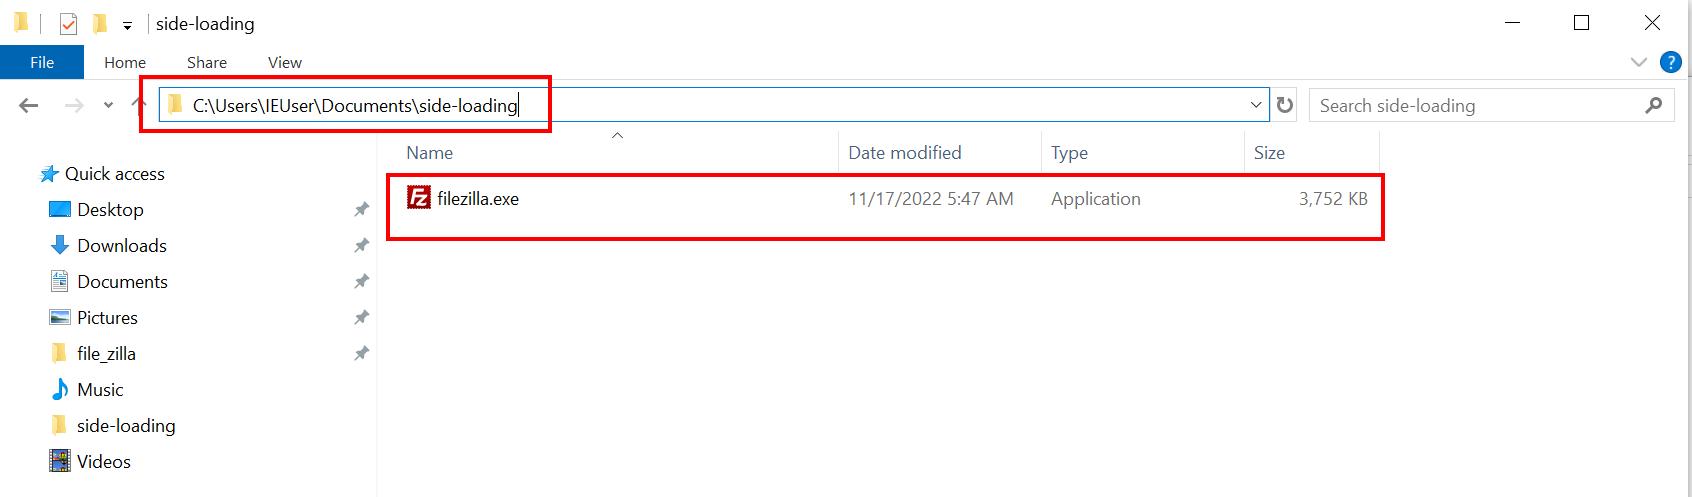 side-loading
File Home Share View
C:\Users\IEUser\Documents\side-loading Search side-loading
Name Date modified Type Size
Quick access
filezilla.exe 11/17/2022 5:47 AM Application 3,752 KB
Desktop
Downloads
Documents
Pictures
file_zilla
Music
side-loading
Videos